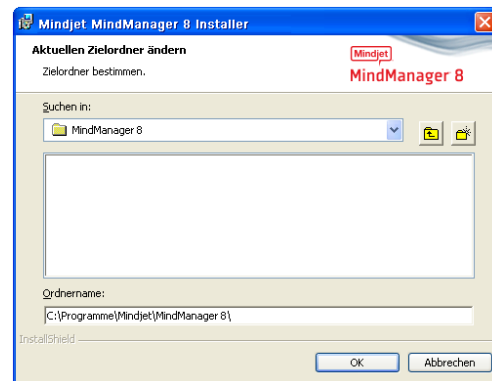 Mindjet MindManager 8 Installer
Aktuellen Zielordner ändern
Zielordner bestimmen.
Mindjet
MindManager 8
Suchen in:
MindManager 8
Ordnername:
C:\Programme\Mindjet\MindManager 8\
InstallShield
OK
Abbrechen